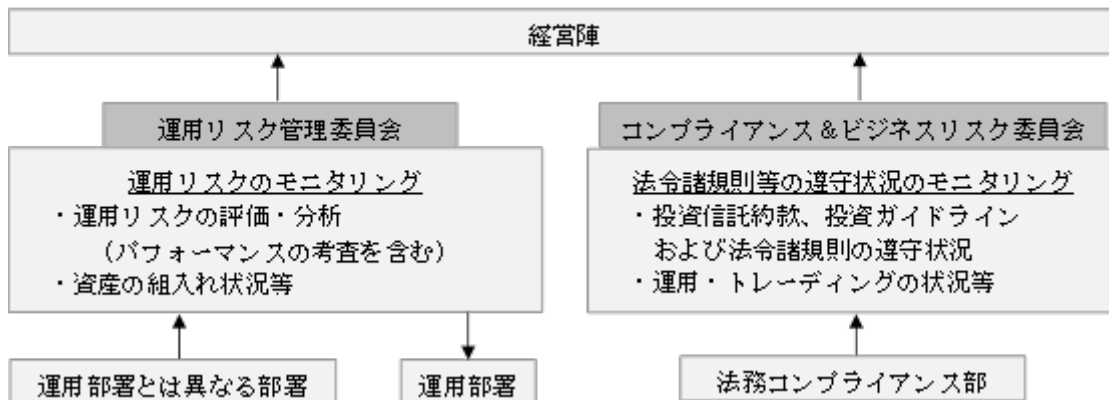 経営陣
運用リスク管理委員会
運用リスクのモニタリング
・運用リスクの評価・分析
（パフォーマンスの考査を含む）
・資産の組入れ状況等
運用部署とは異なる部署
運用部署
コンプライアンス＆ビジネスリスク委員会
法令諸規則等の遵守状況のモニタリング
・投資信託約款、投資ガイドライン
および法令諸規則の遵守状況
・運用・トレーディングの状況等
法務コンプライアンス部